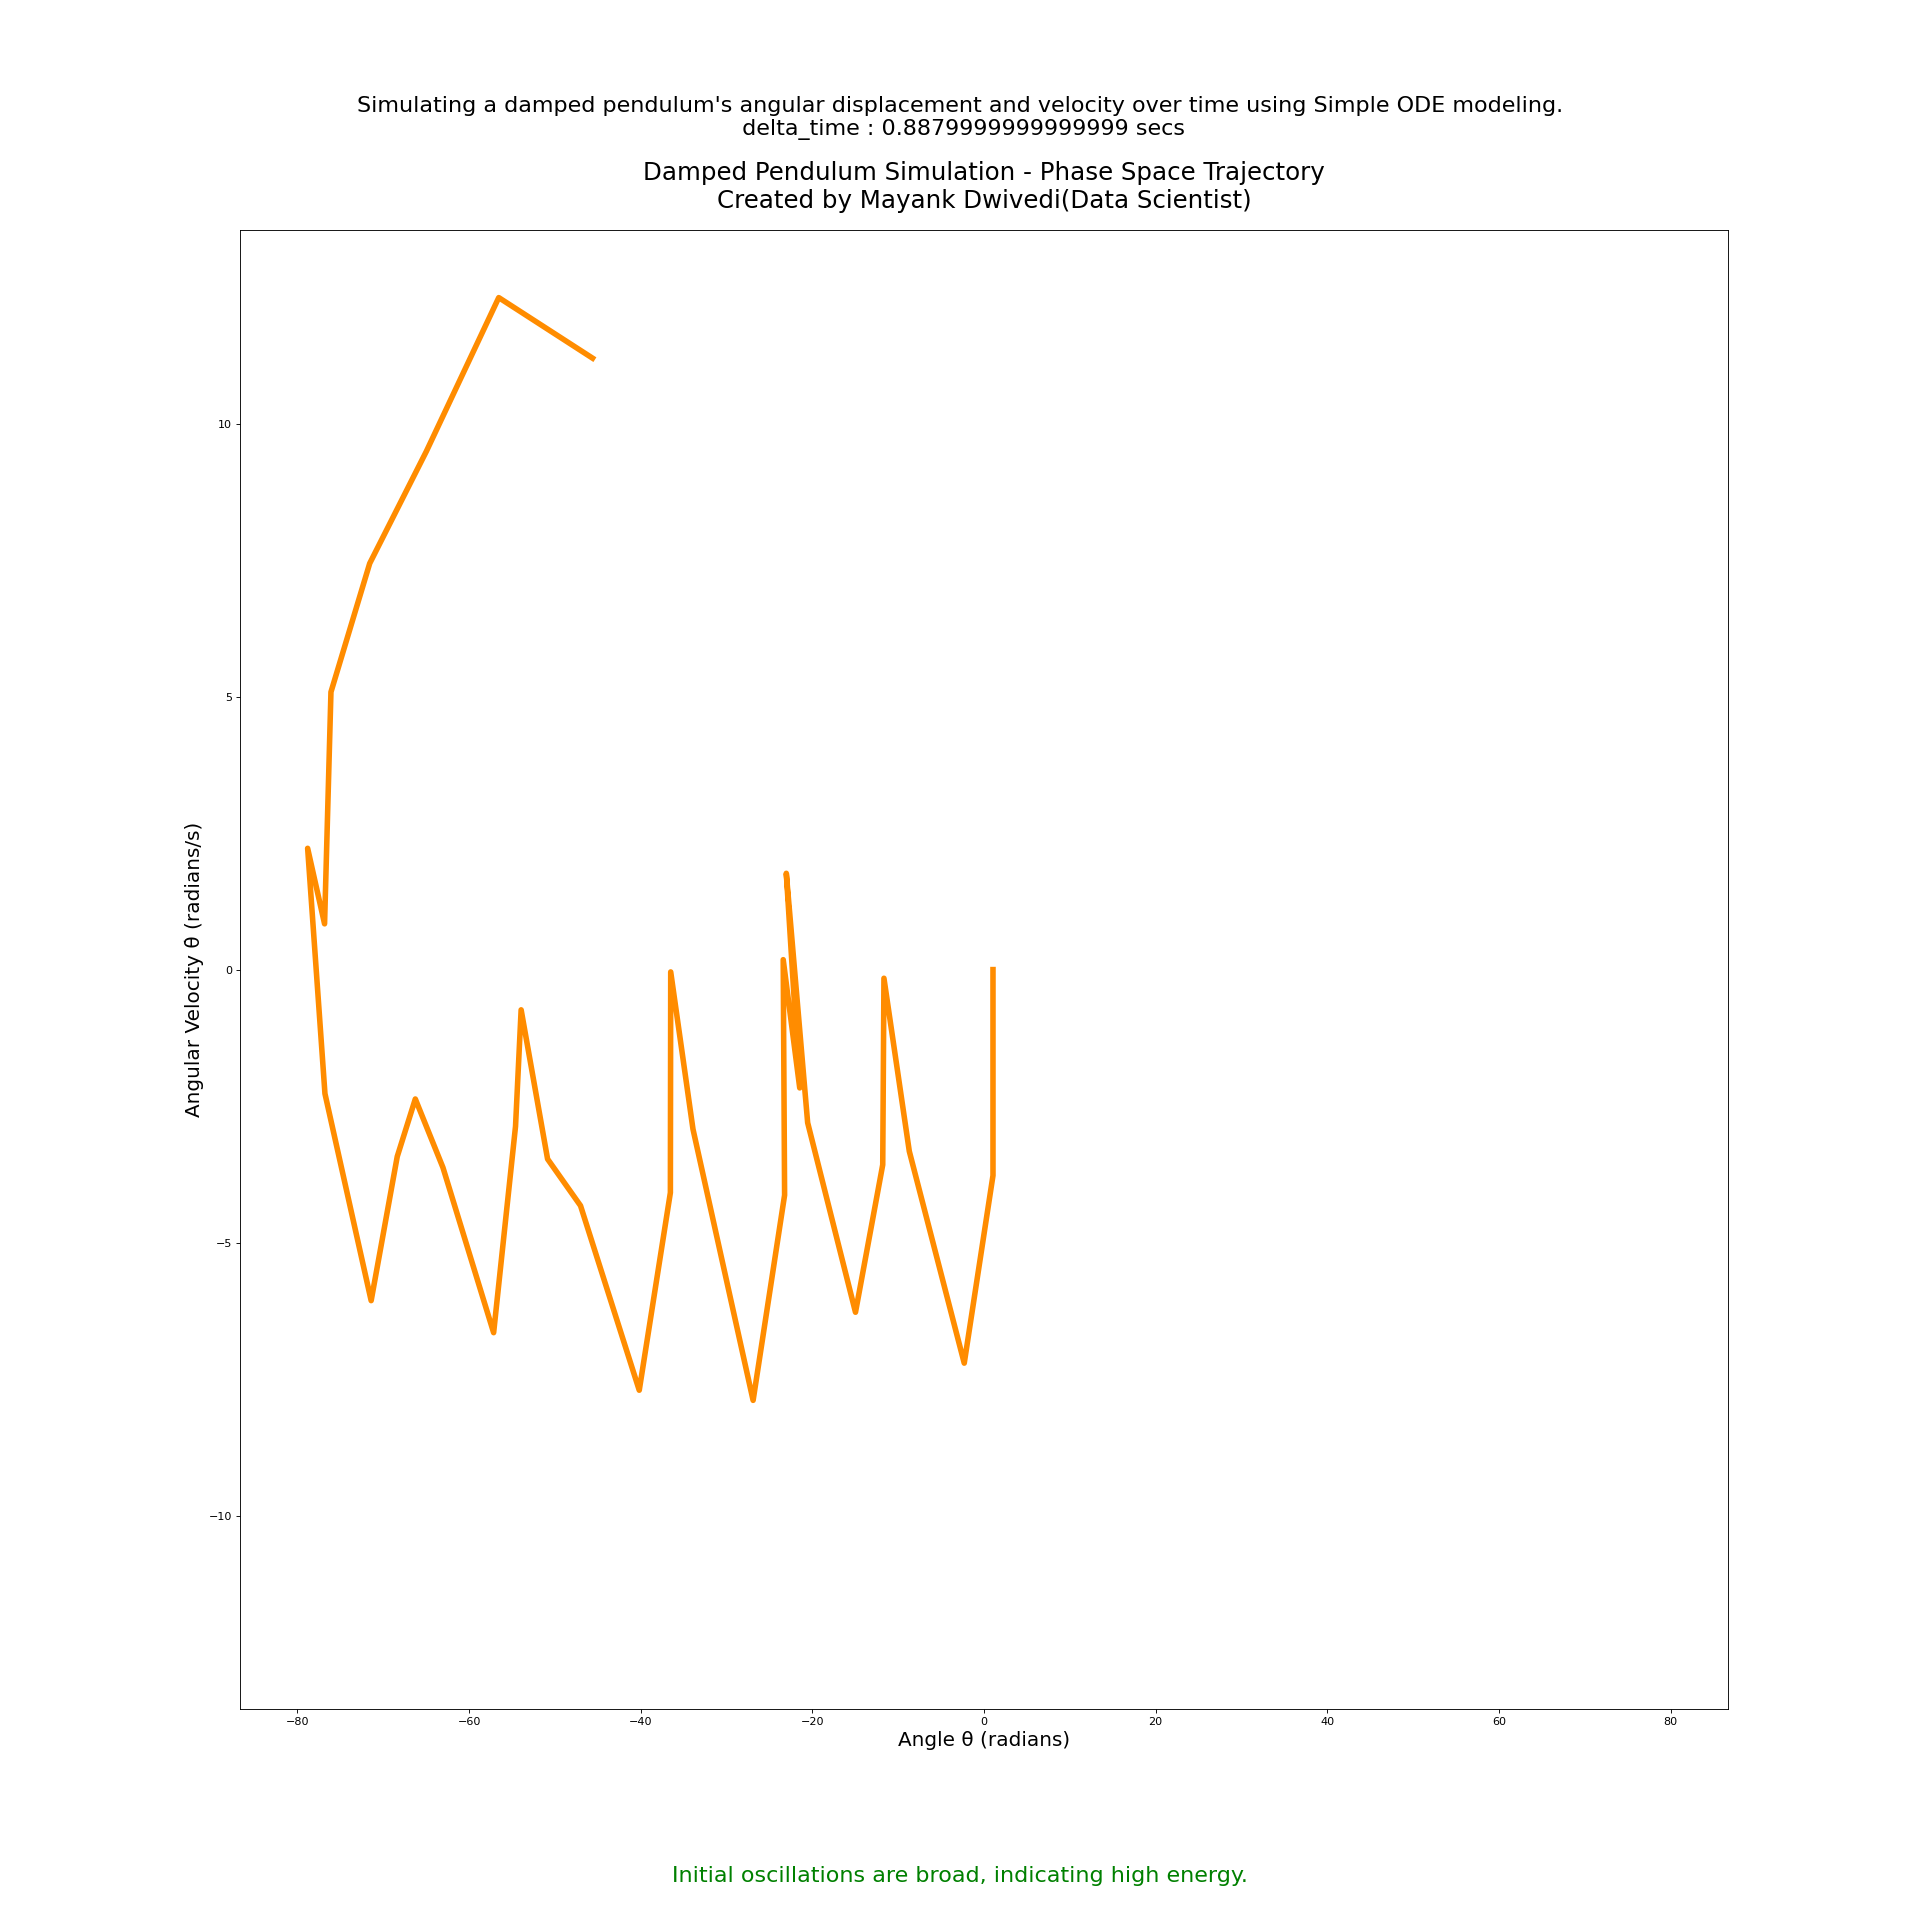 Simulating a damped pendulum's angular displacement and velocity over time using Simple ODE modeling.
delta_time : 0.8879999999999999 secs
Damped Pendulum Simulation - Phase Space Trajectory
Created by Mayank Dwivedi(Data Scientist)
10
5
0
−5
−10
Angular Velocity θ (radians/s)
−80
−60
−40
−20
0
20
40
60
80
Angle θ (radians)
Initial oscillations are broad, indicating high energy.